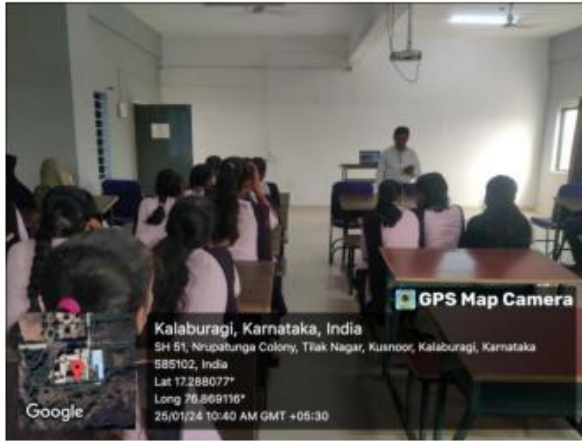 GPS Map Camera
Kalaburagi, Karnataka, India
SH 51, Nrupatunga Colony, Tilak Nagar, Kusnoor, Kalaburagi, Karnataka
585102, India
Lat 17.288077°
Long 76.869116°
25/01/24 10:40 AM GMT +05:30
Google